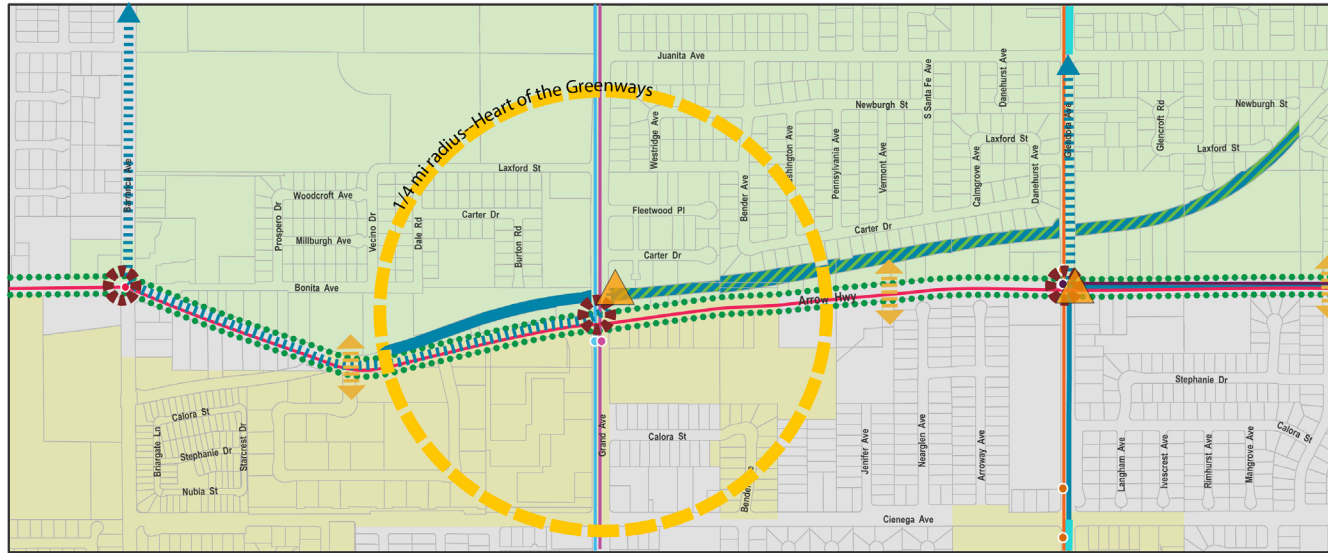 Juanita Ave
S Santa Fe Ave
Danehurst Ave
Glendora Ave
Newburgh St
Glencroft Rd
Newburgh St
1/4 mi radius--Heart of the Greenways
Westridge Ave
Pennsylvania Ave
Vermont Ave
Laxford St
Laxford St
Laxford St
Calmgrove Ave
Danehurst Ave
Woodcroft Ave
Prospero Dr
Vecino Dr
Dale Rd
Carter Dr
Burton Rd
Fleetwood Pl
Bender Ave
Carter Dr
Millburgh Ave
Carter Dr
Bonita Ave
Arrow Hwy
Stephanie Dr
Calora St
Briargate Ln
Stephanie Dr
Starcrest Dr
Nubia St
Grand Ave
Calora St
Jenifer Ave
Nearglen Ave
Arroway Ave
Langham Ave
Ivescrest Ave
Rimhurst Ave
Mangrove Ave
Calora St
Cienega Ave